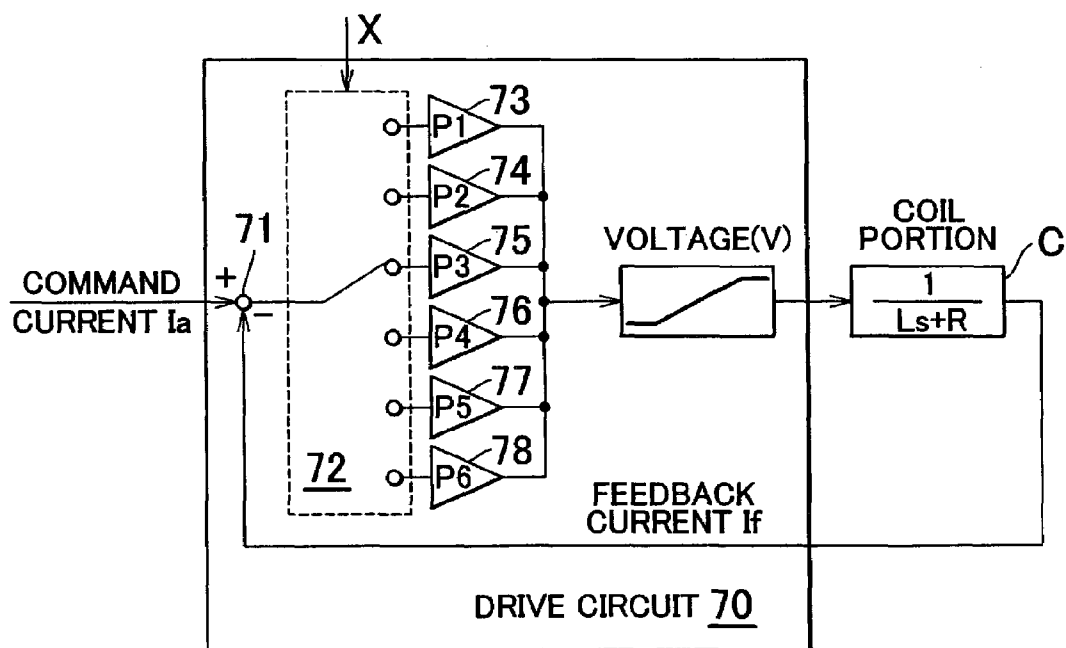 X
73
P1
74
P2
71
75
P3
VOLTAGE(V)
COIL
PORTION
C
+
-
COMMAND
CURRENT Ia
76
P4
1
Ls+R
77
P5
72
78
P6
FEEDBACK
CURRENT If
DRIVE CIRCUIT 70